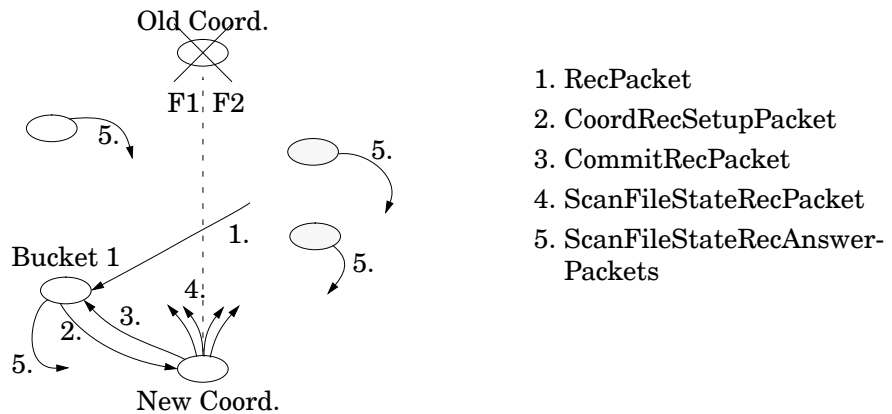 Old Coord.
F1 F2
5.
5.
1.
5.
Bucket 1
4.
3.
2.
5.
New Coord.
1. RecPacket
2. CoordRecSetupPacket
3. CommitRecPacket
4. ScanFileStateRecPacket
5. ScanFileStateRecAnswer-
Packets